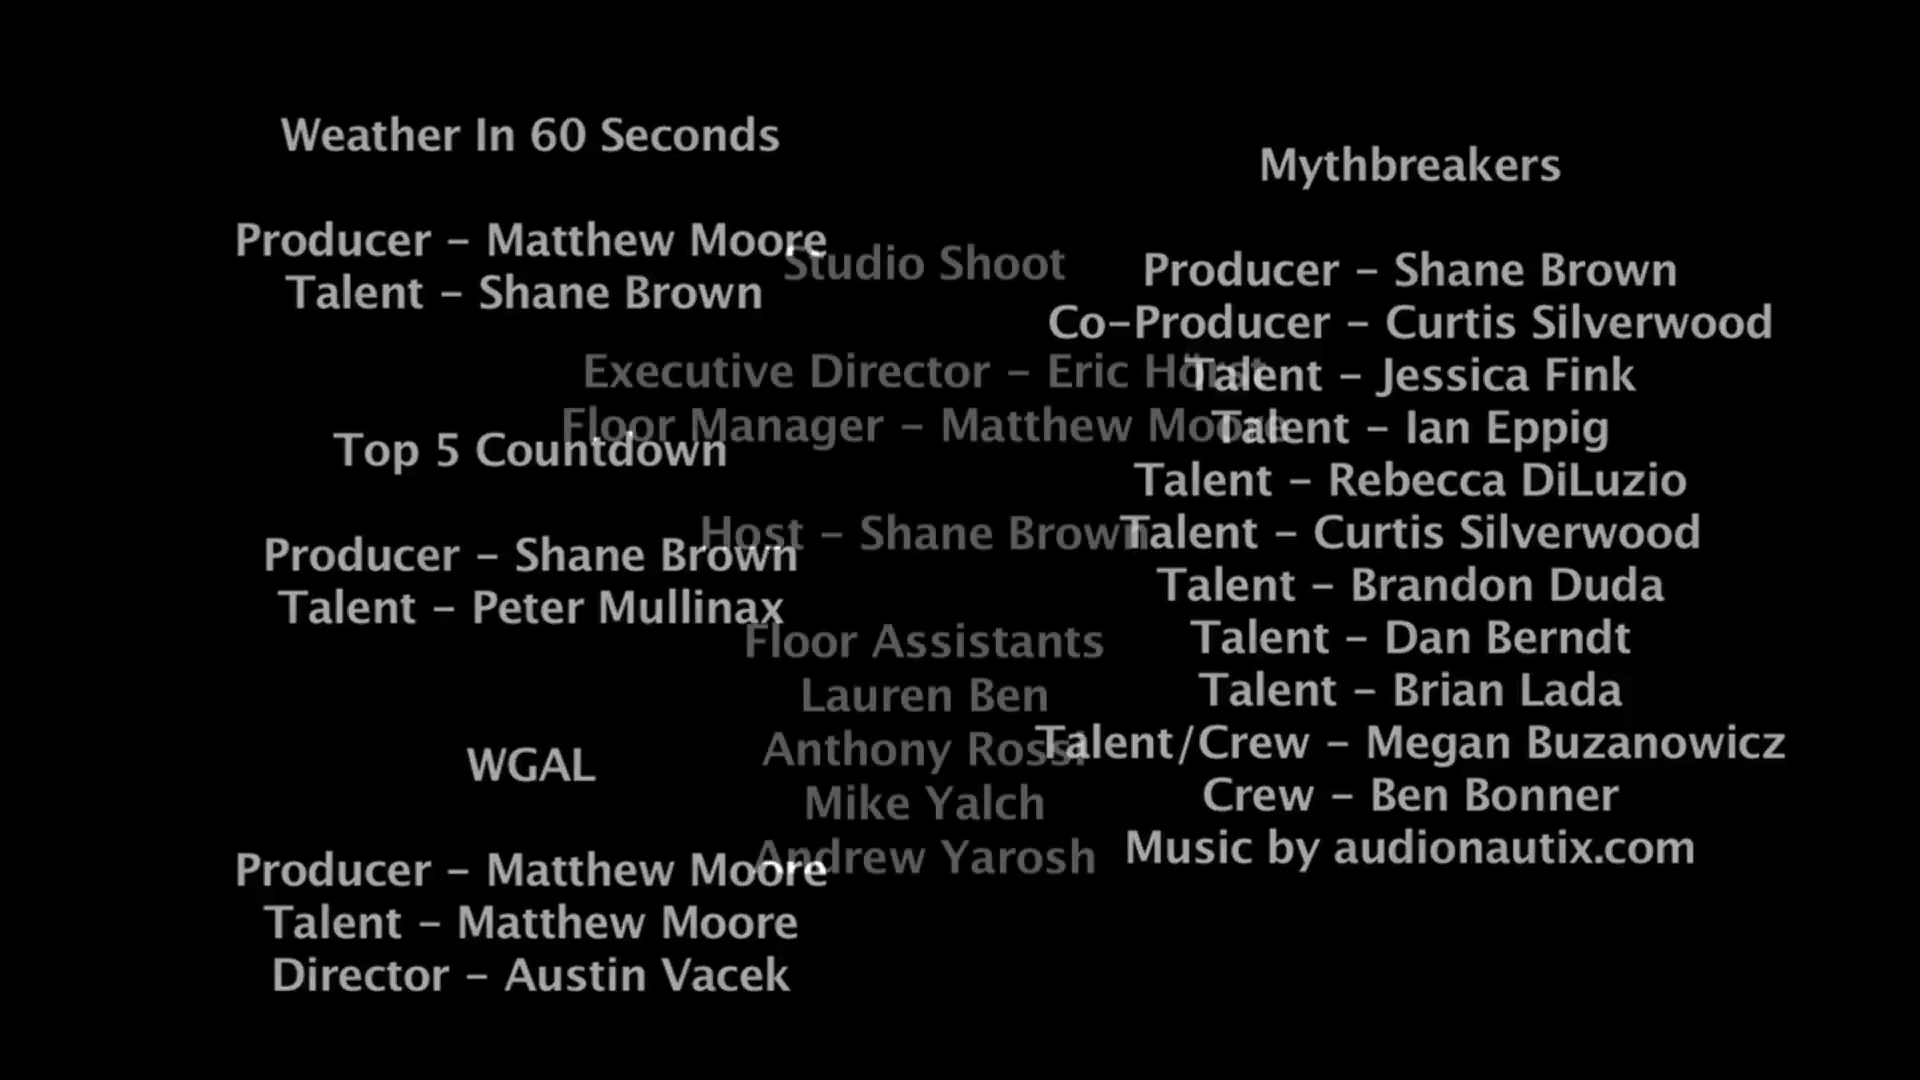 Weather In 60 Seconds
Producer - Matthew Moore
Talent - Shane Brown
Top 5 Countdown
Producer - Shane Brown
Talent - Peter Mullinax
WGAL
Producer - Matthew Moore
Talent - Matthew Moore
Director - Austin Vacek
Studio Shoot
Executive Director - Eric Horst
Floor Manager - Matthew Moore
Host - Shane Brown
Floor Assistants
Lauren Ben
Anthony Rossi
Mike Yalch
Andrew Yarosh
Mythbreakers
Producer - Shane Brown
Co-Producer - Curtis Silverwood
Talent - Jessica Fink
Talent - Ian Eppig
Talent - Rebecca DiLuzio
Talent - Curtis Silverwood
Talent - Brandon Duda
Talent - Dan Berndt
Talent - Brian Lada
Talent/Crew - Megan Buzanowicz
Crew - Ben Bonner
Music by audionautix.com